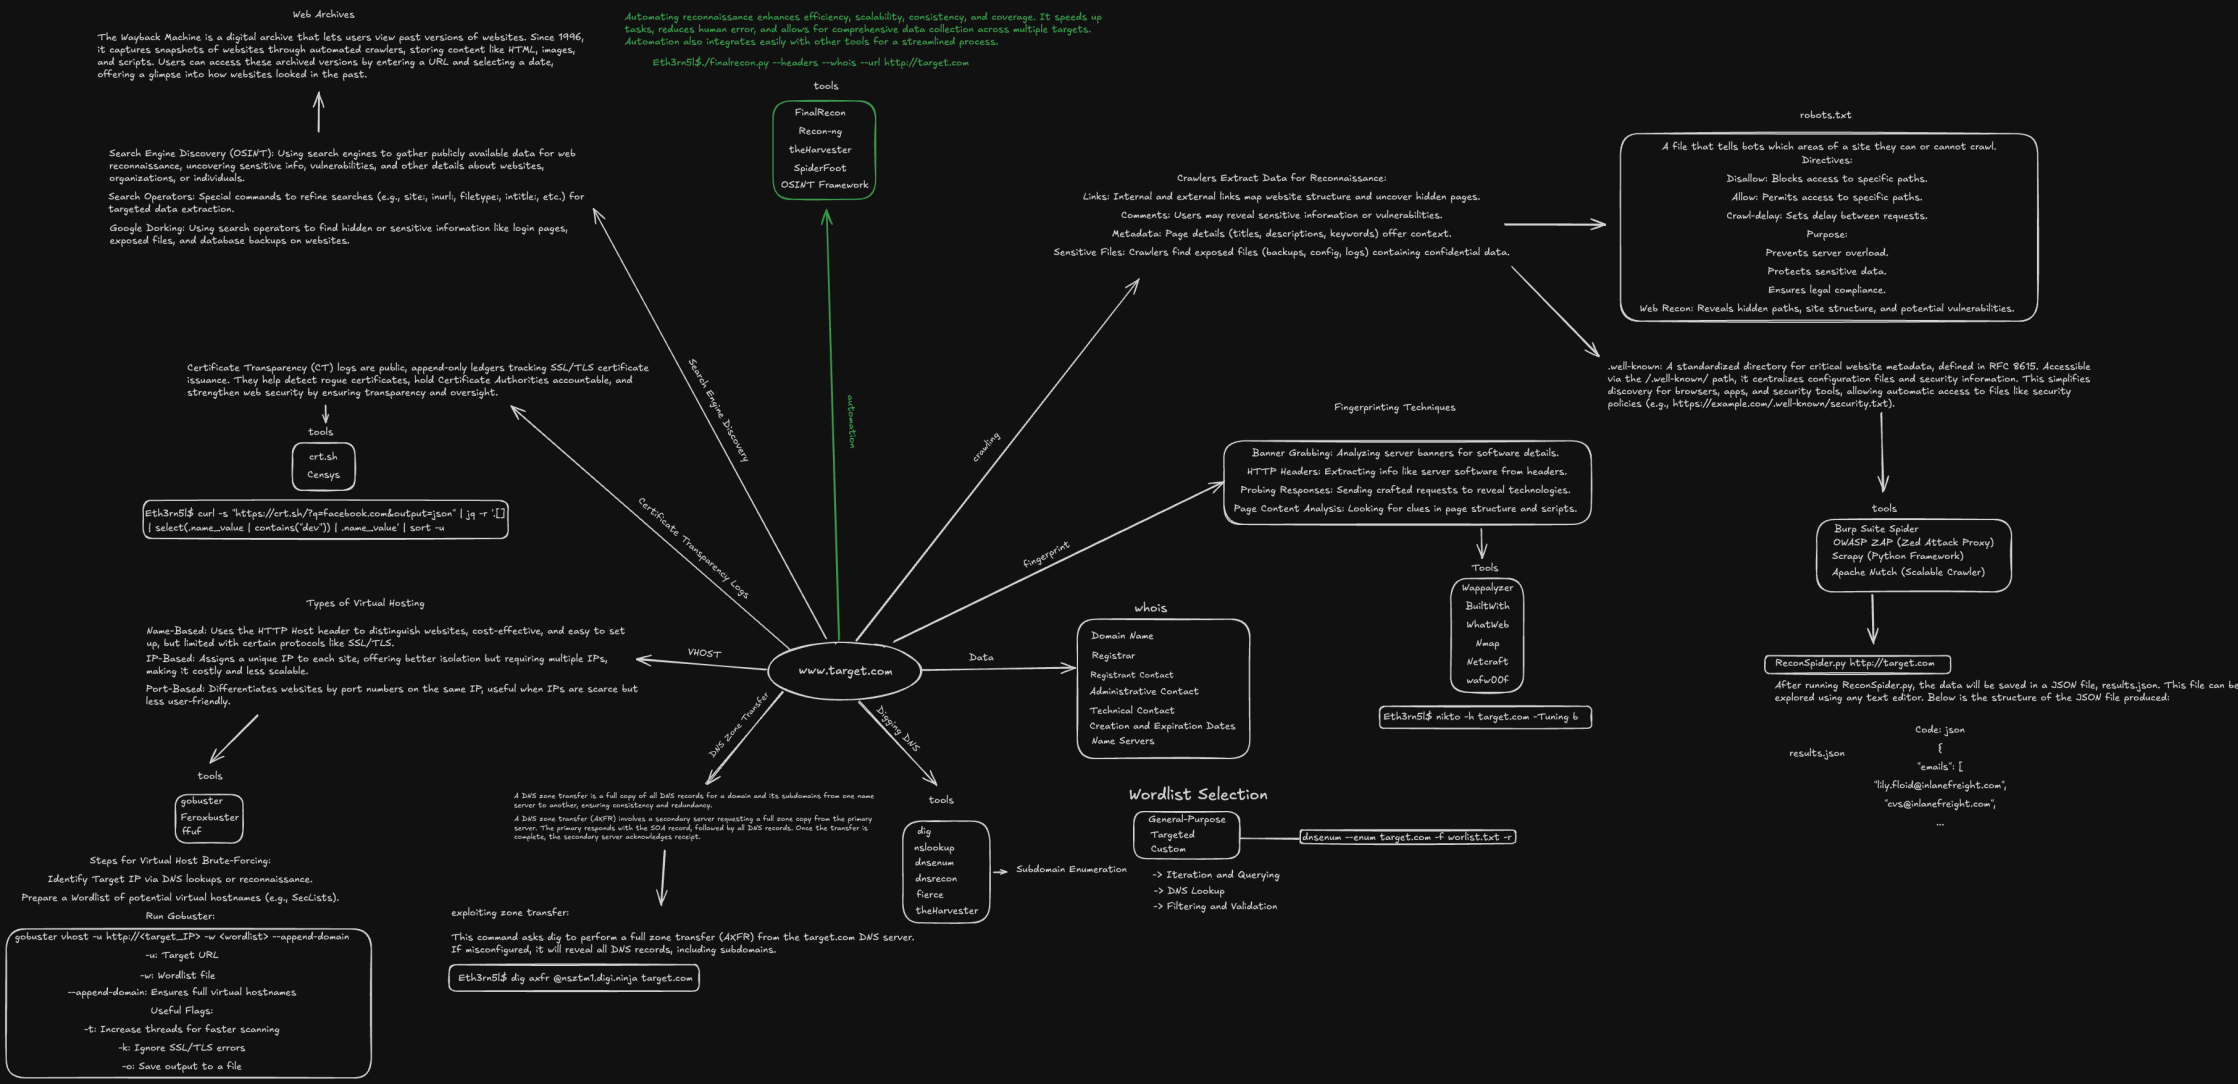 Web Archives
The Wayback Machine is a digital archive that lets users view past versions of websites. Since 1996,
it captures snapshots of websites through automated crawlers, storing content like HTML, images,
and scripts. Users can access these archived versions by entering a URL and selecting a date,
offering a glimpse into how websites looked in the past.
Search Engine Discovery (OSINT): Using search engines to gather publicly available data for web
reconnaissance, uncovering sensitive info, vulnerabilities, and other details about websites,
organizations, or individuals.
Search Operators: Special commands to refine searches (e.g., site:, inurl:, filetype:, intitle:, etc.) for
targeted data extraction.
Google Dorking: Using search operators to find hidden or sensitive information like login pages,
exposed files, and database backups on websites.
Search Engine Discovery
Automating reconnaissance enhances efficiency, scalability, consistency, and coverage. It speeds up
tasks, reduces human error, and allows for comprehensive data collection across multiple targets.
Automation also integrates easily with other tools for a streamlined process.
Eth3rn5l$./finalrecon.py --headers --whois --url http://target.com
tools
FinalRecon
Recon-ng
theHarvester
SpiderFoot
OSINT Framework
automation
Crawlers Extract Data for Reconnaissance:
Links: Internal and external links map website structure and uncover hidden pages.
Comments: Users may reveal sensitive information or vulnerabilities.
Metadata: Page details (titles, descriptions, keywords) offer context.
Sensitive Files: Crawlers find exposed files (backups, config, logs) containing confidential data.
crawling
robots.txt
A file that tells bots which areas of a site they can or cannot crawl.
Directives:
Disallow: Blocks access to specific paths.
Allow: Permits access to specific paths.
Crawl-delay: Sets delay between requests.
Purpose:
Prevents server overload.
Protects sensitive data.
Ensures legal compliance.
Web Recon: Reveals hidden paths, site structure, and potential vulnerabilities.
.well-known: A standardized directory for critical website metadata, defined in RFC 8615. Accessible
via the /.well-known/ path, it centralizes configuration files and security information. This simplifies
discovery for browsers, apps, and security tools, allowing automatic access to files like security
policies (e.g., https://example.com/.well-known/security.txt).
tools
Burp Suite Spider
OWASP ZAP (Zed Attack Proxy)
Scrapy (Python Framework)
Apache Nutch (Scalable Crawler)
ReconSpider.py http://target.com
After running ReconSpider.py, the data will be saved in a JSON file, results.json. This file can be
explored using any text editor. Below is the structure of the JSON file produced:
Code: json
results.json
{
"emails": [
"lily.floid@inlanefreight.com",
"cvs@inlanefreight.com",
...
Certificate Transparency (CT) logs are public, append-only ledgers tracking SSL/TLS certificate
issuance. They help detect rogue certificates, hold Certificate Authorities accountable, and
strengthen web security by ensuring transparency and oversight.
tools
crt.sh
Censys
Eth3rn5l$ curl -s "https://crt.sh/?q=facebook.com&output=json" | jq -r '.[]
| select(.name_value | contains("dev")) | .name_value' | sort -u
Certificate Transparency Logs
Fingerprinting Techniques
Banner Grabbing: Analyzing server banners for software details.
HTTP Headers: Extracting info like server software from headers.
Probing Responses: Sending crafted requests to reveal technologies.
Page Content Analysis: Looking for clues in page structure and scripts.
fingerprint
Tools
Wappalyzer
BuiltWith
WhatWeb
Nmap
Netcraft
wafw00f
Eth3rn5l$ nikto -h target.com -Tuning b
Types of Virtual Hosting
Name-Based: Uses the HTTP Host header to distinguish websites, cost-effective, and easy to set
up, but limited with certain protocols like SSL/TLS.
IP-Based: Assigns a unique IP to each site, offering better isolation but requiring multiple IPs,
making it costly and less scalable.
Port-Based: Differentiates websites by port numbers on the same IP, useful when IPs are scarce but
less user-friendly.
VHOST
www.target.com
Data
whois
Domain Name
Registrar
Registrant Contact
Administrative Contact
Technical Contact
Creation and Expiration Dates
Name Servers
tools
gobuster
Feroxbuster
ffuf
Steps for Virtual Host Brute-Forcing:
Identify Target IP via DNS lookups or reconnaissance.
Prepare a Wordlist of potential virtual hostnames (e.g., SecLists).
Run Gobuster:
gobuster vhost -u http://<target_IP> -w <wordlist> --append-domain
-u: Target URL
-w: Wordlist file
--append-domain: Ensures full virtual hostnames
Useful Flags:
-t: Increase threads for faster scanning
-k: Ignore SSL/TLS errors
-o: Save output to a file
DNS Zone Transfer
A DNS zone transfer is a full copy of all DNS records for a domain and its subdomains from one name
server to another, ensuring consistency and redundancy.
A DNS zone transfer (AXFR) involves a secondary server requesting a full zone copy from the primary
server. The primary responds with the SOA record, followed by all DNS records. Once the transfer is
complete, the secondary server acknowledges receipt.
exploiting zone transfer:
This command asks dig to perform a full zone transfer (AXFR) from the target.com DNS server.
If misconfigured, it will reveal all DNS records, including subdomains.
Eth3rn5l$ dig axfr @nsztm1.digi.ninja target.com
Digging DNS
tools
dig
nslookup
dnsenum
dnsrecon
fierce
theHarvester
Subdomain Enumeration
Wordlist Selection
General-Purpose
Targeted
Custom
dnsenum --enum target.com -f worlist.txt -r
-> Iteration and Querying
-> DNS Lookup
-> Filtering and Validation